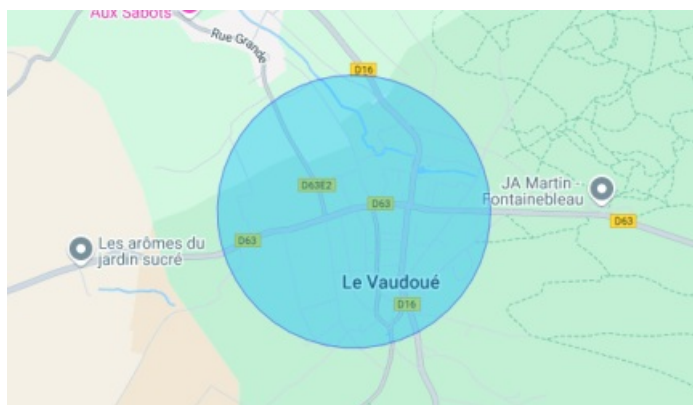 Aux Sabots
Rue Grande
D16
D63E2
D63
JA Martin -
Fontainebleau
D63
D63
Les arômes du
jardin sucré
Le Vaudoué
D16